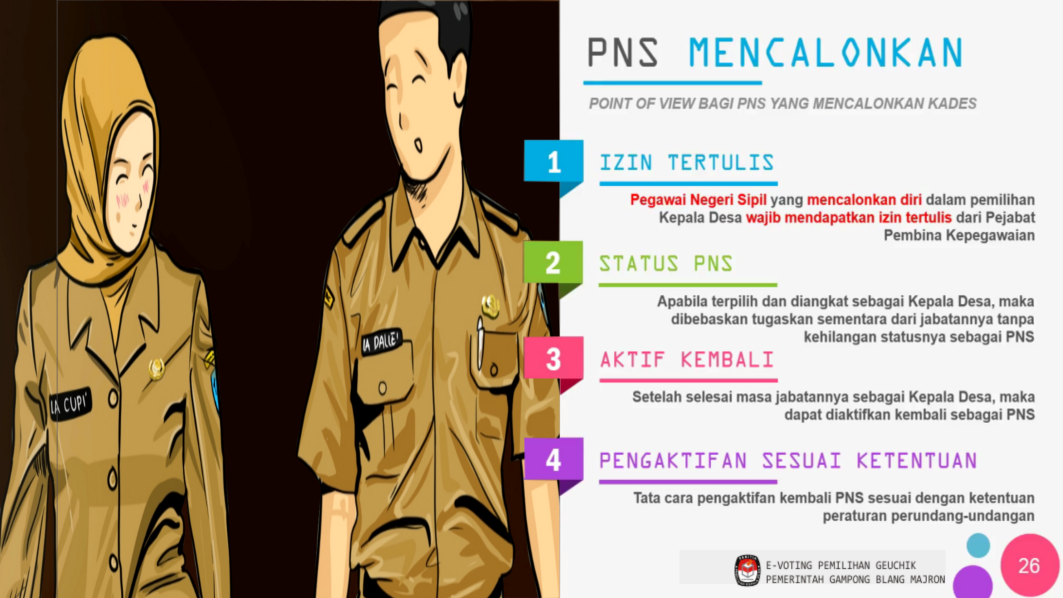 PNS MENCALONKAN
POINT OF VIEW BAGI PNS YANG MENCALONKAN KADES
1 IZIN TERTULIS
Pegawai Negeri Sipil yang mencalonkan diri dalam pemilihan
Kepala Desa wajib mendapatkan izin tertulis dari Pejabat
Pembina Kepegawaian
2 STATUS PNS
Apabila terpilih dan diangkat sebagai Kepala Desa, maka
dibebaskan tugaskan sementara dari jabatannya tanpa
kehilangan statusnya sebagai PNS
3 AKTIF KEMBALI
Setelah selesai masa jabatannya sebagai Kepala Desa, maka
dapat diaktifkan kembali sebagai PNS
4 PENGAKTIFAN SESUAI KETENTUAN
Tata cara pengaktifan kembali PNS sesuai dengan ketentuan
peraturan perundang-undangan
LA CUPI'
LA DALLE'
E-VOTING PEMILIHAN GEUCHIK
PEMERINTAH GAMPONG BLANG MAJRON
26